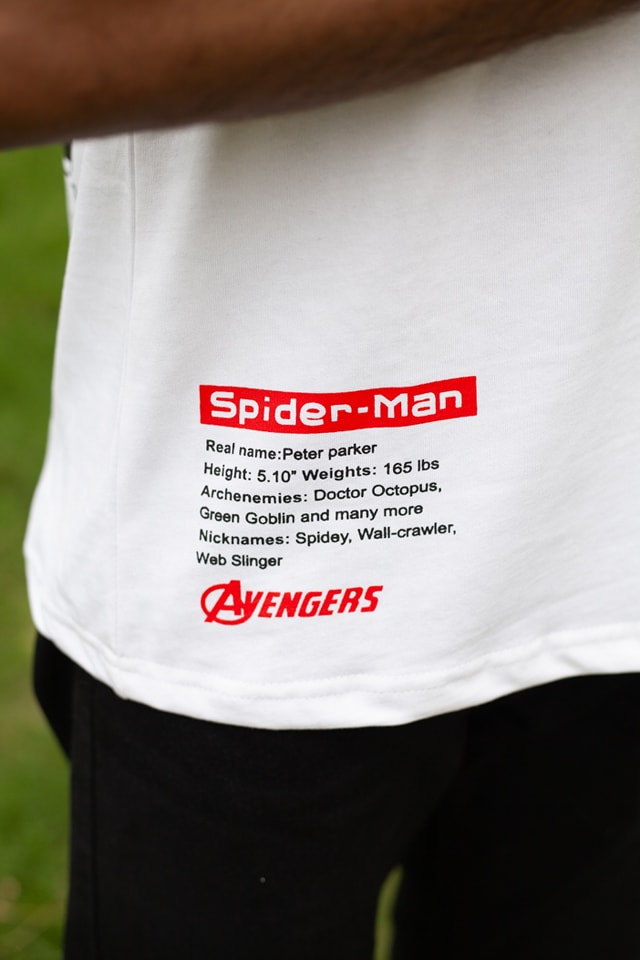 Spider-Man
Real name:Peter parker
Height: 5.10" Weights: 165 lbs
Archenemies: Doctor Octopus,
Green Goblin and many more
Nicknames: Spidey, Wall-crawler,
Web Slinger
AVENGERS